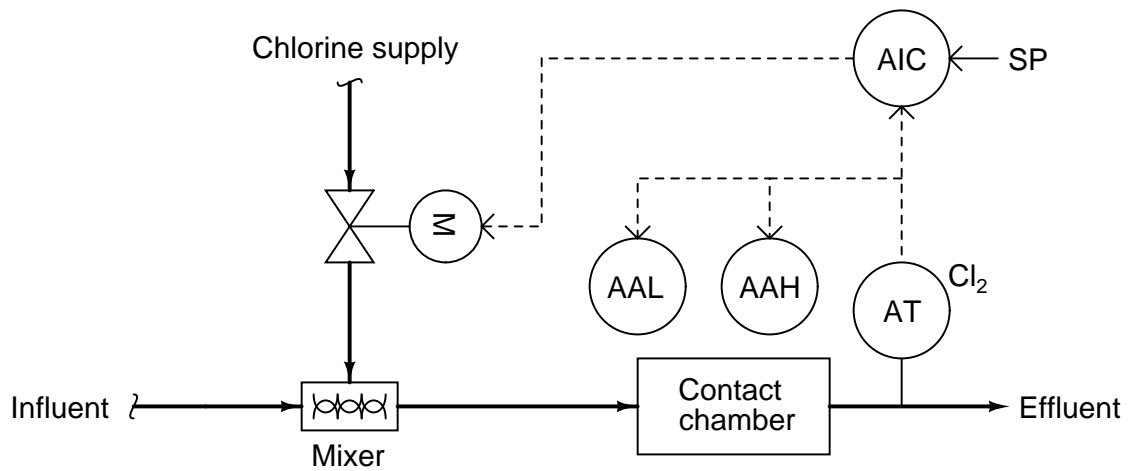 Chlorine supply
AIC
SP
M
AAL
AAH
AT
Cl₂
Influent
Mixer
Contact
chamber
Effluent